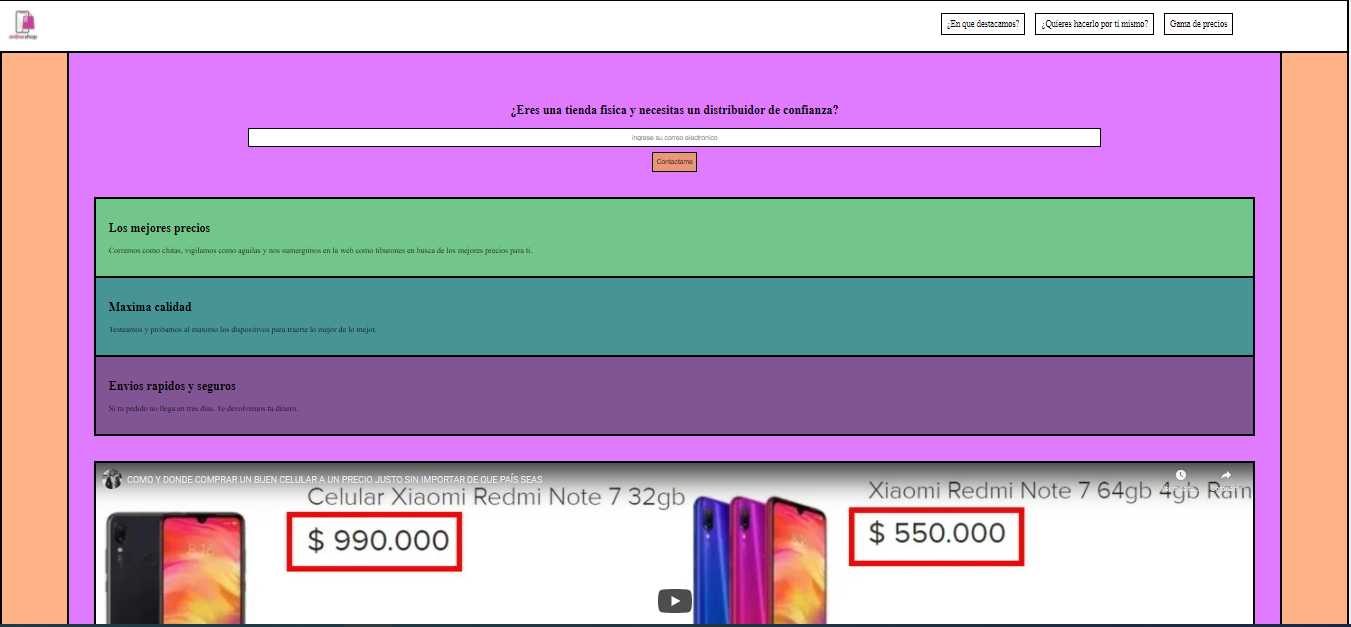 online shop
¿En que destacamos?
¿Quieres hacerlo por ti mismo?
Gama de precios
¿Eres una tienda fisica y necesitas un distribuidor de confianza?
ingrese su correo electronico
Contactame
Los mejores precios
Corremos como chitas, vigilamos como aguilas y nos sumergimos en la web como tiburones en busca de los mejores precios para ti.
Maxima calidad
Testeamos y probamos al maximo los dispositivos para traerte lo mejor de lo mejor.
Envios rapidos y seguros
Si tu pedido no llega en tres dias. Te devolvemos tu dinero.
COMO Y DONDE COMPRAR UN BUEN CELULAR A UN PRECIO JUSTO SIN IMPORTAR DE QUE PAÍS SEAS
Celular Xiaomi Redmi Note 7 32gb
$ 990.000
Xiaomi Redmi Note 7 64gb 4gb Ram
$ 550.000